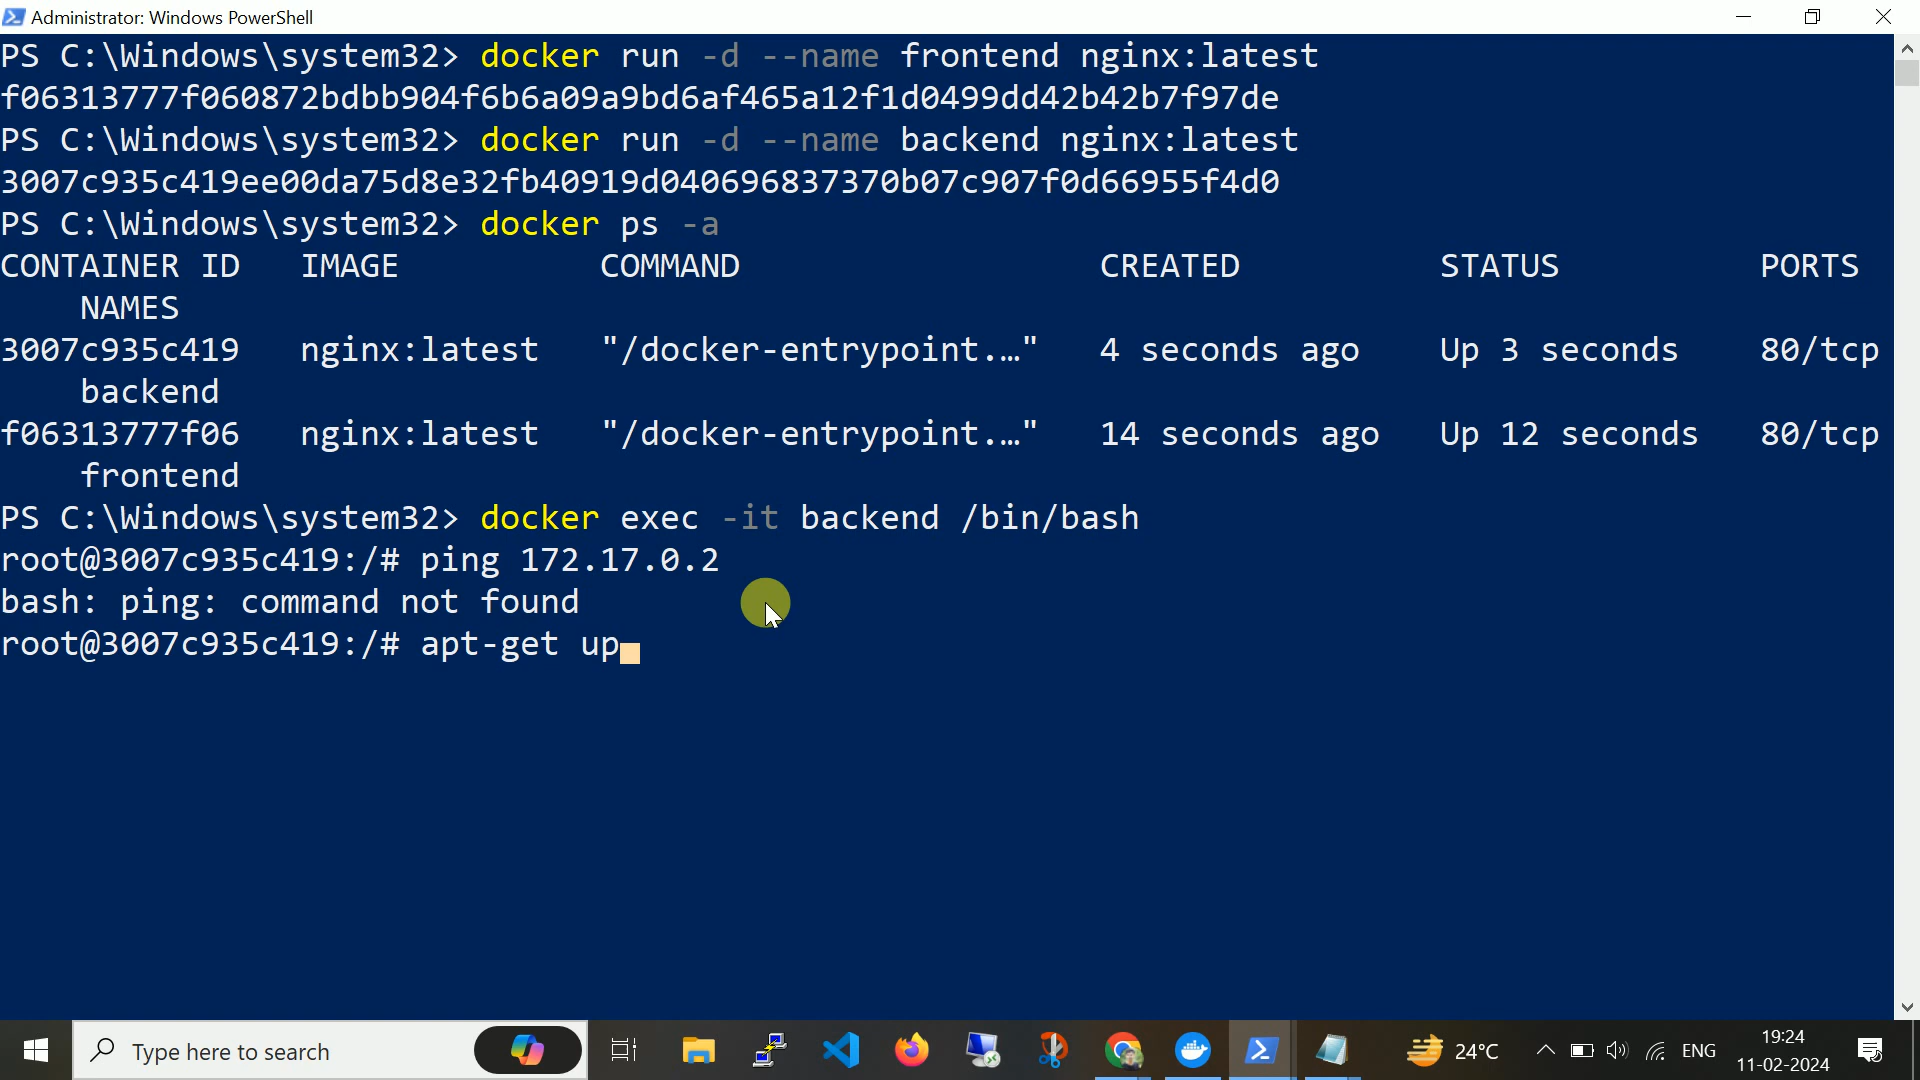 Administrator: Windows PowerShell
PS C:\Windows\system32> docker run -d --name frontend nginx:latest
f06313777f060872bdbb904f6b6a09a9bd6af465a12f1d0499dd42b42b7f97de
PS C:\Windows\system32> docker run -d --name backend nginx:latest
3007c935c419ee00da75d8e32fb40919d040696837370b07c907f0d66955f4d0
PS C:\Windows\system32> docker ps -a
CONTAINER ID   IMAGE          COMMAND                  CREATED          STATUS          PORTS
    NAMES
3007c935c419   nginx:latest   "/docker-entrypoint.…"   4 seconds ago    Up 3 seconds    80/tcp
    backend
f06313777f06   nginx:latest   "/docker-entrypoint.…"   14 seconds ago   Up 12 seconds   80/tcp
    frontend
PS C:\Windows\system32> docker exec -it backend /bin/bash
root@3007c935c419:/# ping 172.17.0.2
bash: ping: command not found
root@3007c935c419:/# apt-get up
Type here to search
24°C
ENG
19:24
11-02-2024